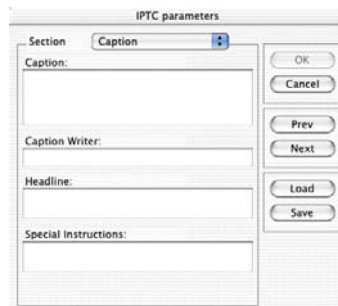 IPTC parameters
Section Caption
Caption:
Caption Writer:
Headline:
Special Instructions:
OK
Cancel
Prev
Next
Load
Save